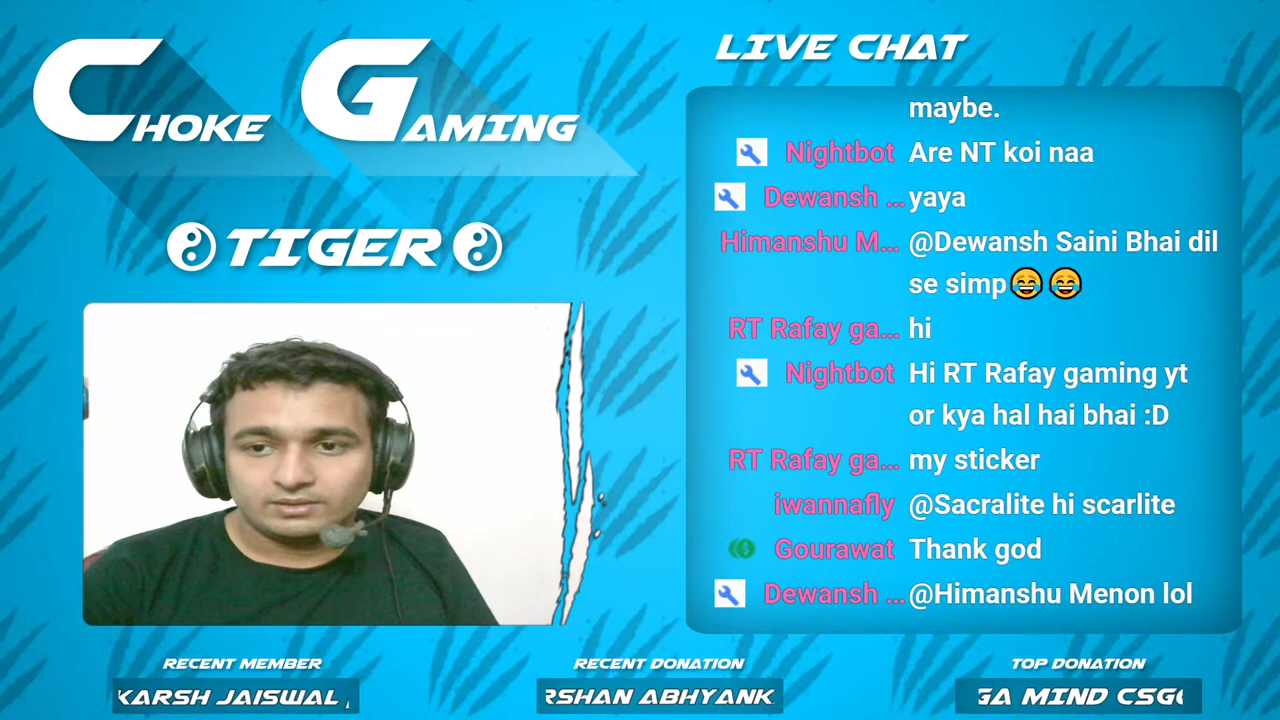 CHOKE GAMING
TIGER
LIVE CHAT
maybe.
Nightbot Are NT koi naa
Dewansh ... yaya
Himanshu M... @Dewansh Saini Bhai dil
se simp😂😂
RT Rafay ga... hi
Nightbot Hi RT Rafay gaming yt
or kya hal hai bhai :D
RT Rafay ga... my sticker
iwannafly @Sacralite hi scarlite
Gourawat Thank god
Dewansh ... @Himanshu Menon lol
RECENT MEMBER
KARSH JAISWAL
RECENT DONATION
RSHAN ABHYANK
TOP DONATION
GA MIND CSG